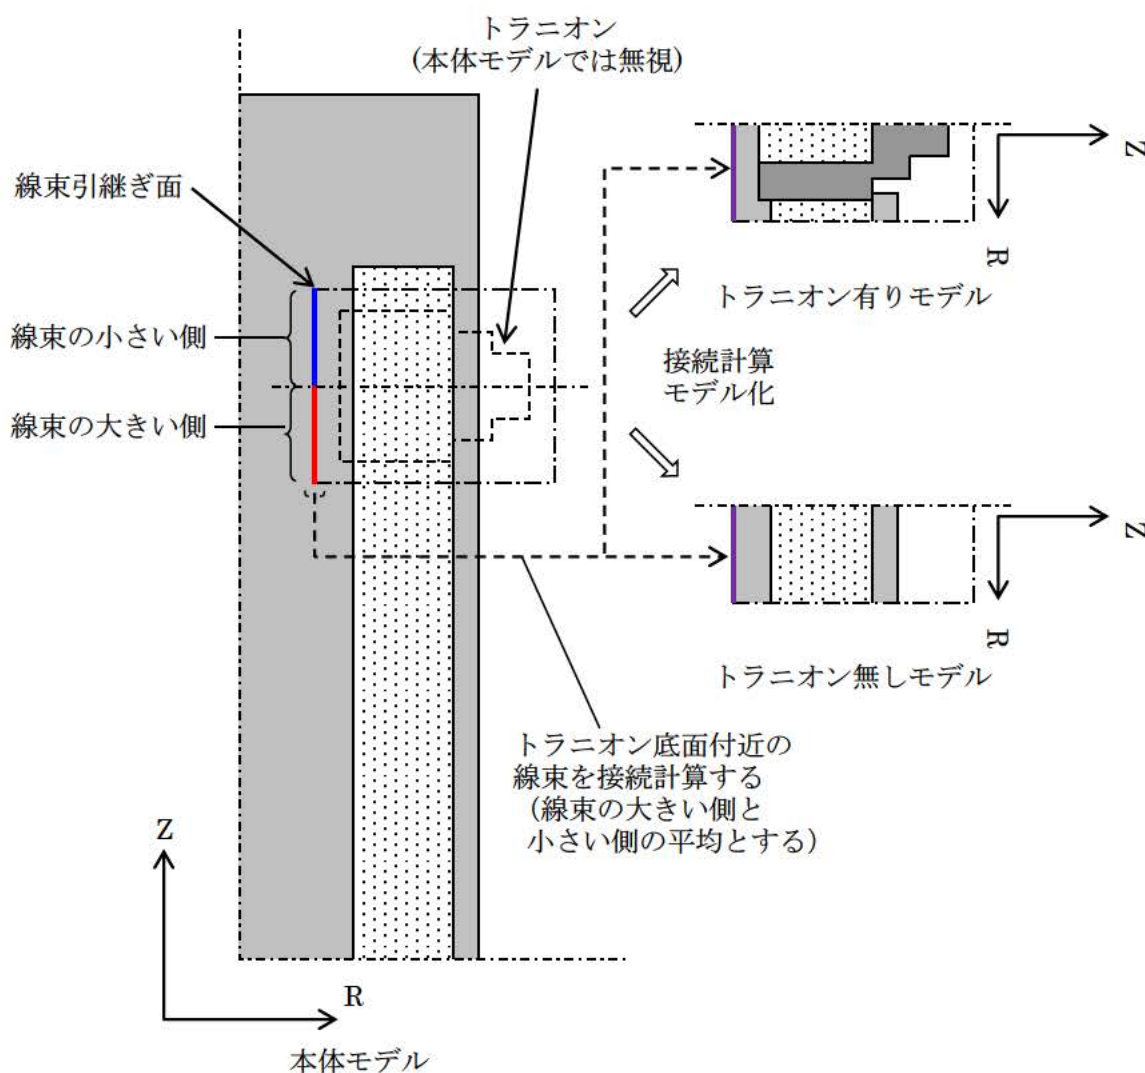 トラニオン
(本体モデルでは無視)
線束引継ぎ面
線束の小さい側
線束の大きい側
Z
R
トラニオン有りモデル
接続計算
モデル化
Z
R
トラニオン無しモデル
トラニオン底面付近の
線束を接続計算する
(線束の大きい側と
小さい側の平均とする)
Z
R
本体モデル